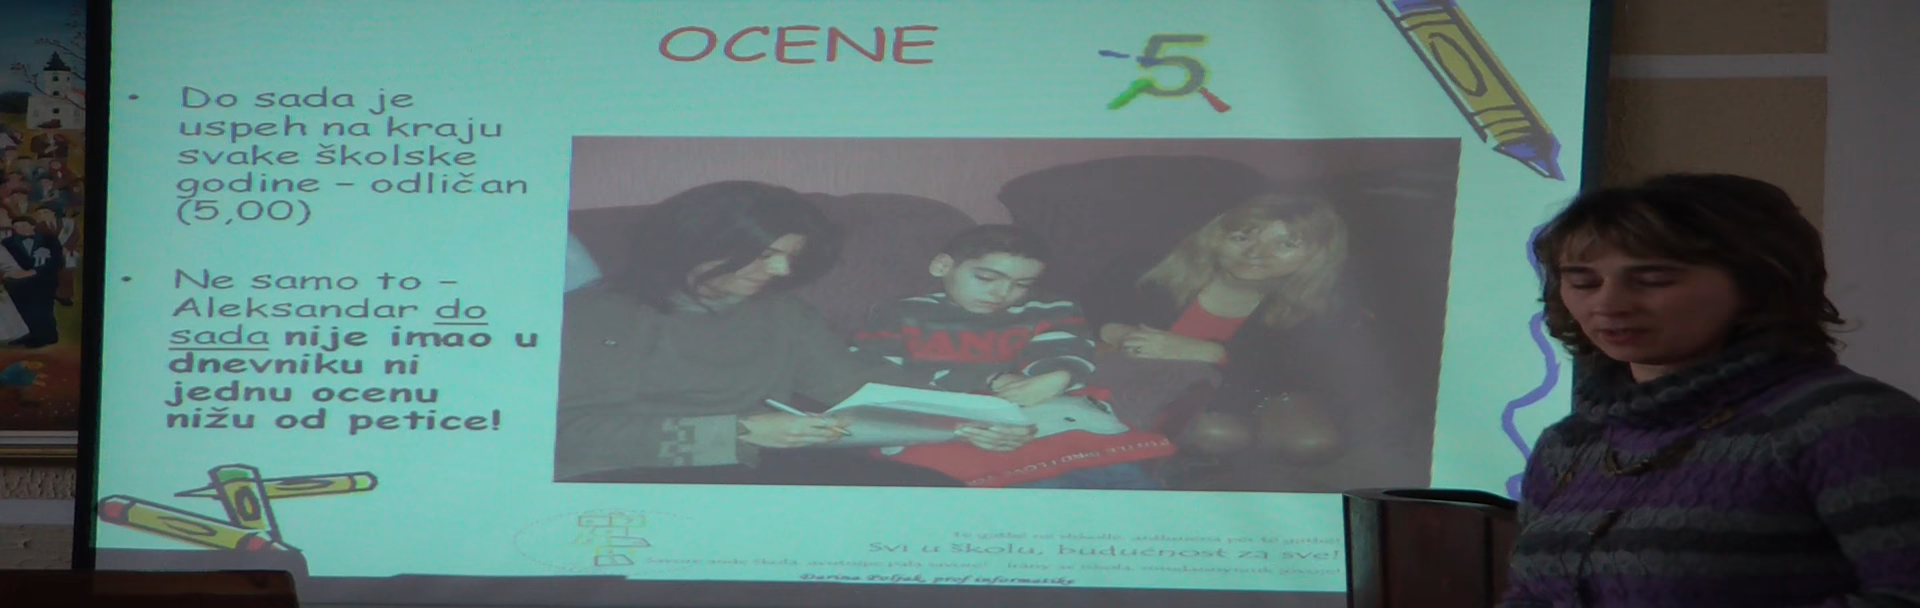 OCENE
5
• Do sada je
uspeh na kraju
svake školske
godine – odličan
(5,00)
• Ne samo to –
Aleksandar do
sada nije imao u
dnevniku ni
jednu ocenu
nižu od petice!
Svi u školu, budućnost za sve!
Darina Poljak, prof informatike